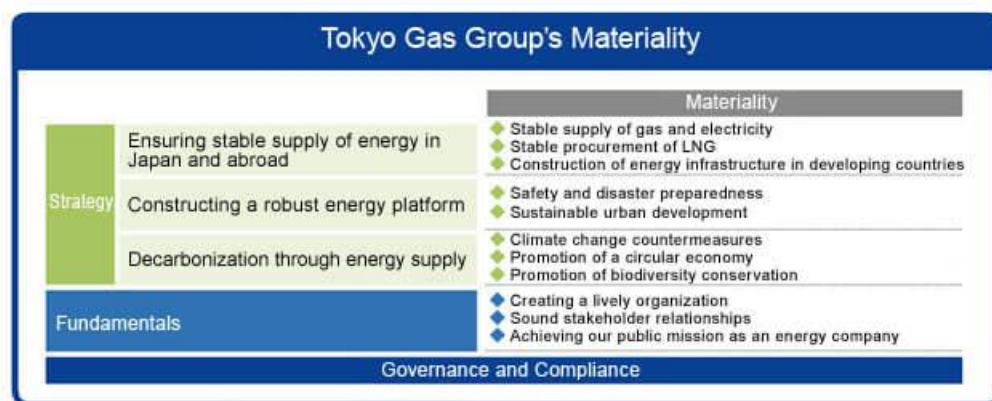 Tokyo Gas Group's Materiality
Materiality
Strategy
Ensuring stable supply of energy in
Japan and abroad
Stable supply of gas and electricity
Stable procurement of LNG
Construction of energy infrastructure in developing countries
Constructing a robust energy platform
Safety and disaster preparedness
Sustainable urban development
Decarbonization through energy supply
Climate change countermeasures
Promotion of a circular economy
Promotion of biodiversity conservation
Fundamentals
Creating a lively organization
Sound stakeholder relationships
Achieving our public mission as an energy company
Governance and Compliance